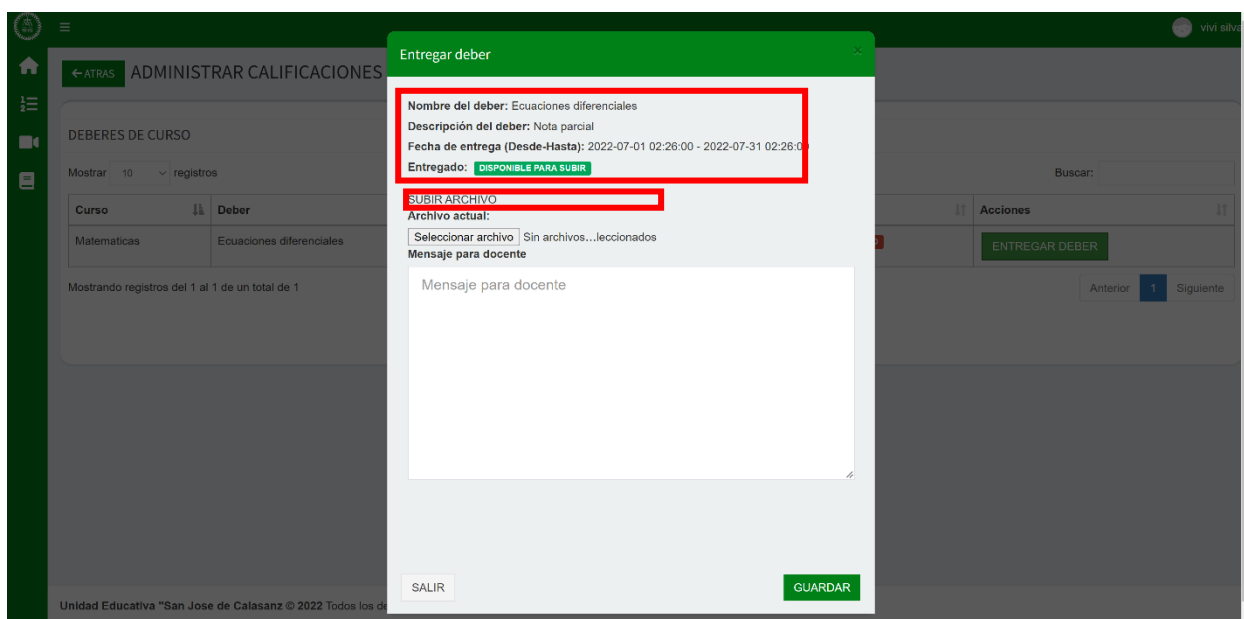 vivi silva
Entregar deber
×
ATRAS ADMINISTRAR CALIFICACIONES
Nombre del deber: Ecuaciones diferenciales
Descripción del deber: Nota parcial
Fecha de entrega (Desde-Hasta): 2022-07-01 02:26:00 - 2022-07-31 02:26:00
Entregado: DISPONIBLE PARA SUBIR
DEBERES DE CURSO
Mostrar 10 registros
Buscar:
SUBIR ARCHIVO
Archivo actual:
Seleccionar archivo Sin archivos…leccionados
Mensaje para docente
Mensaje para docente
Curso Deber Acciones
Matematicas Ecuaciones diferenciales ENTREGAR DEBER
Mostrando registros del 1 al 1 de un total de 1
Anterior 1 Siguiente
SALIR GUARDAR
Unidad Educativa "San Jose de Calasanz © 2022 Todos los de